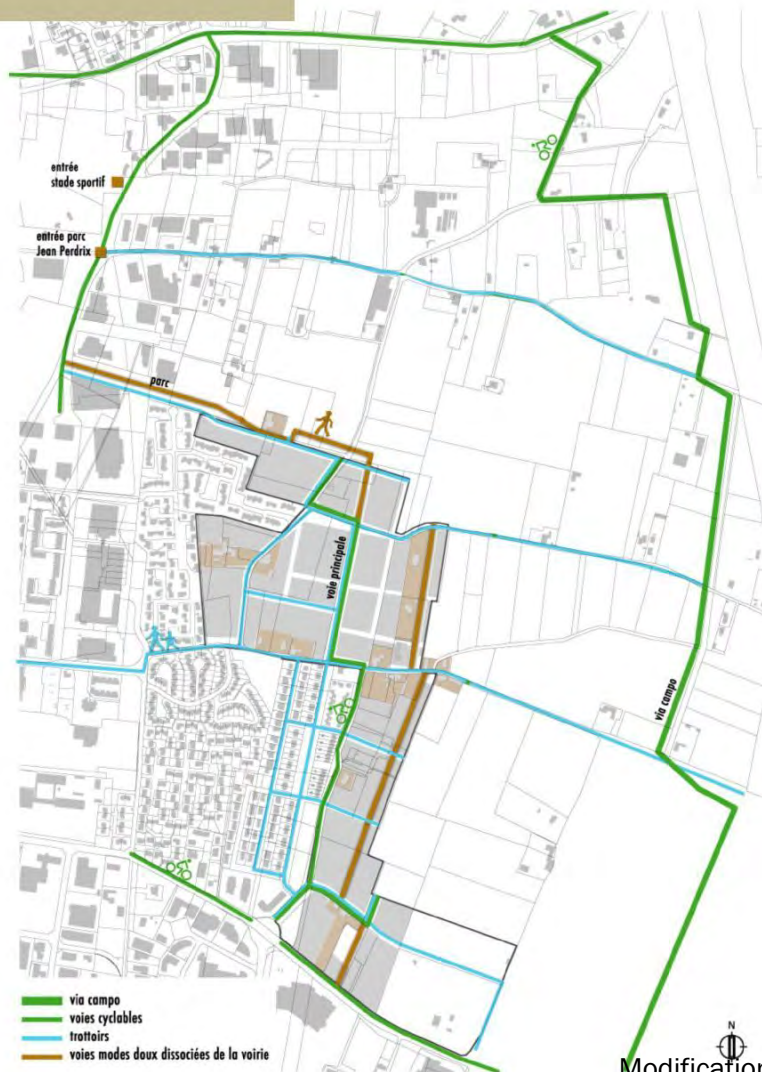 entrée
stade sportif
entrée parc
Jean Perdrix
parc
voie principale
via campo
via campo
voies cyclables
trottoirs
voies modes doux dissociées de la voirie
N
Modification